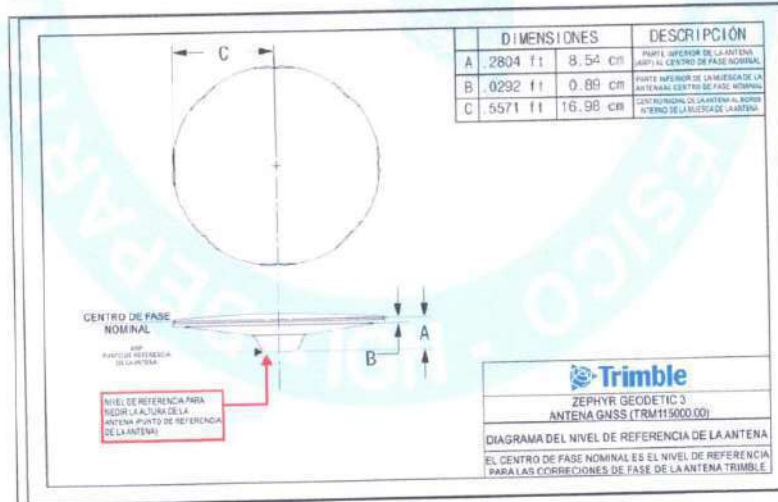 C
DIMENSIONES DESCRIPCIÓN
A .2804 ft 8.54 cm PARTE INFERIOR DE LA ANTENA
(ARP) AL CENTRO DE FASE NOMINAL
B .0292 ft 0.89 cm PARTE INFERIOR DE LA MUESCA DE LA
ANTENA AL CENTRO DE FASE NOMINAL
C .5571 ft 16.98 cm CENTRO RADIAL DE LA ANTENA AL BORDE
INTERNO DE LA MUESCA DE LA ANTENA
CENTRO DE FASE
NOMINAL
ARP
PUNTO DE REFERENCIA
DE LA ANTENA
A
B
NIVEL DE REFERENCIA PARA
MEDIR LA ALTURA DE LA
ANTENA (PUNTO DE REFERENCIA
DE LA ANTENA)
Trimble
ZEPHYR GEODETIC 3
ANTENA GNSS (TRM115000.00)
DIAGRAMA DEL NIVEL DE REFERENCIA DE LA ANTENA
EL CENTRO DE FASE NOMINAL ES EL NIVEL DE REFERENCIA
PARA LAS CORRECIONES DE FASE DE LA ANTENA TRIMBLE